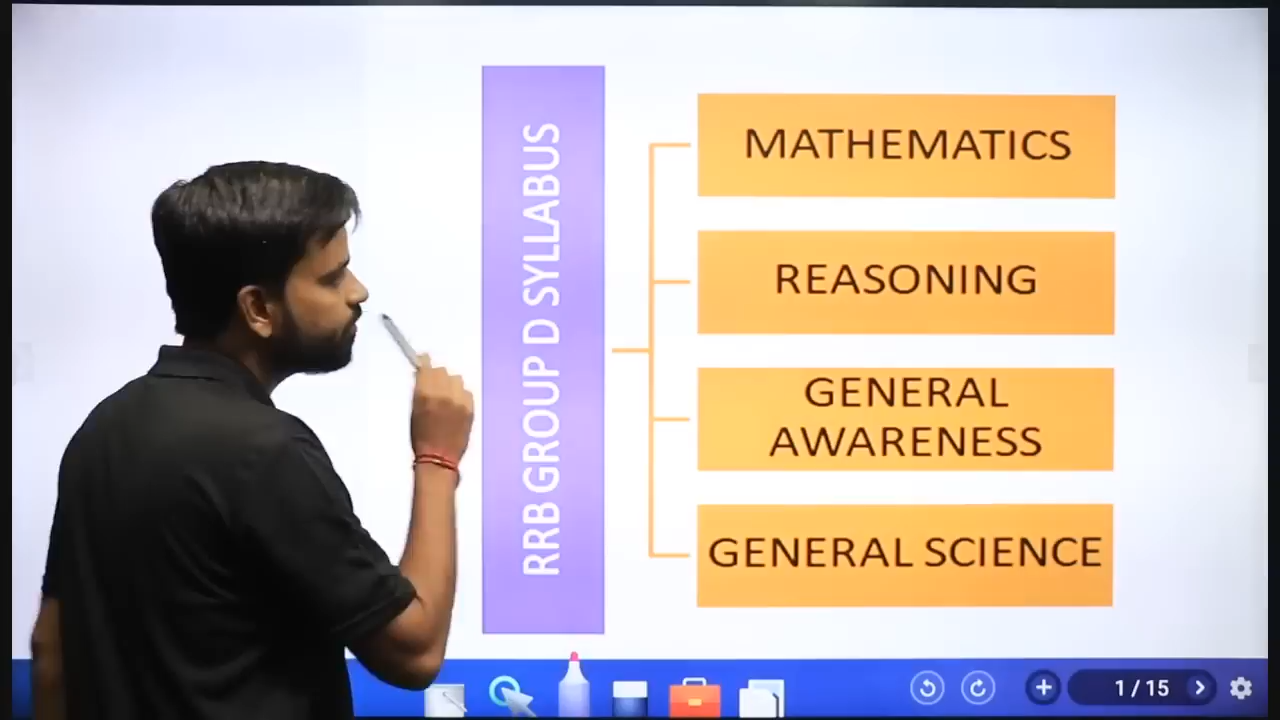 RRB GROUP D SYLLABUS
MATHEMATICS
REASONING
GENERAL
AWARENESS
GENERAL SCIENCE
1 / 15